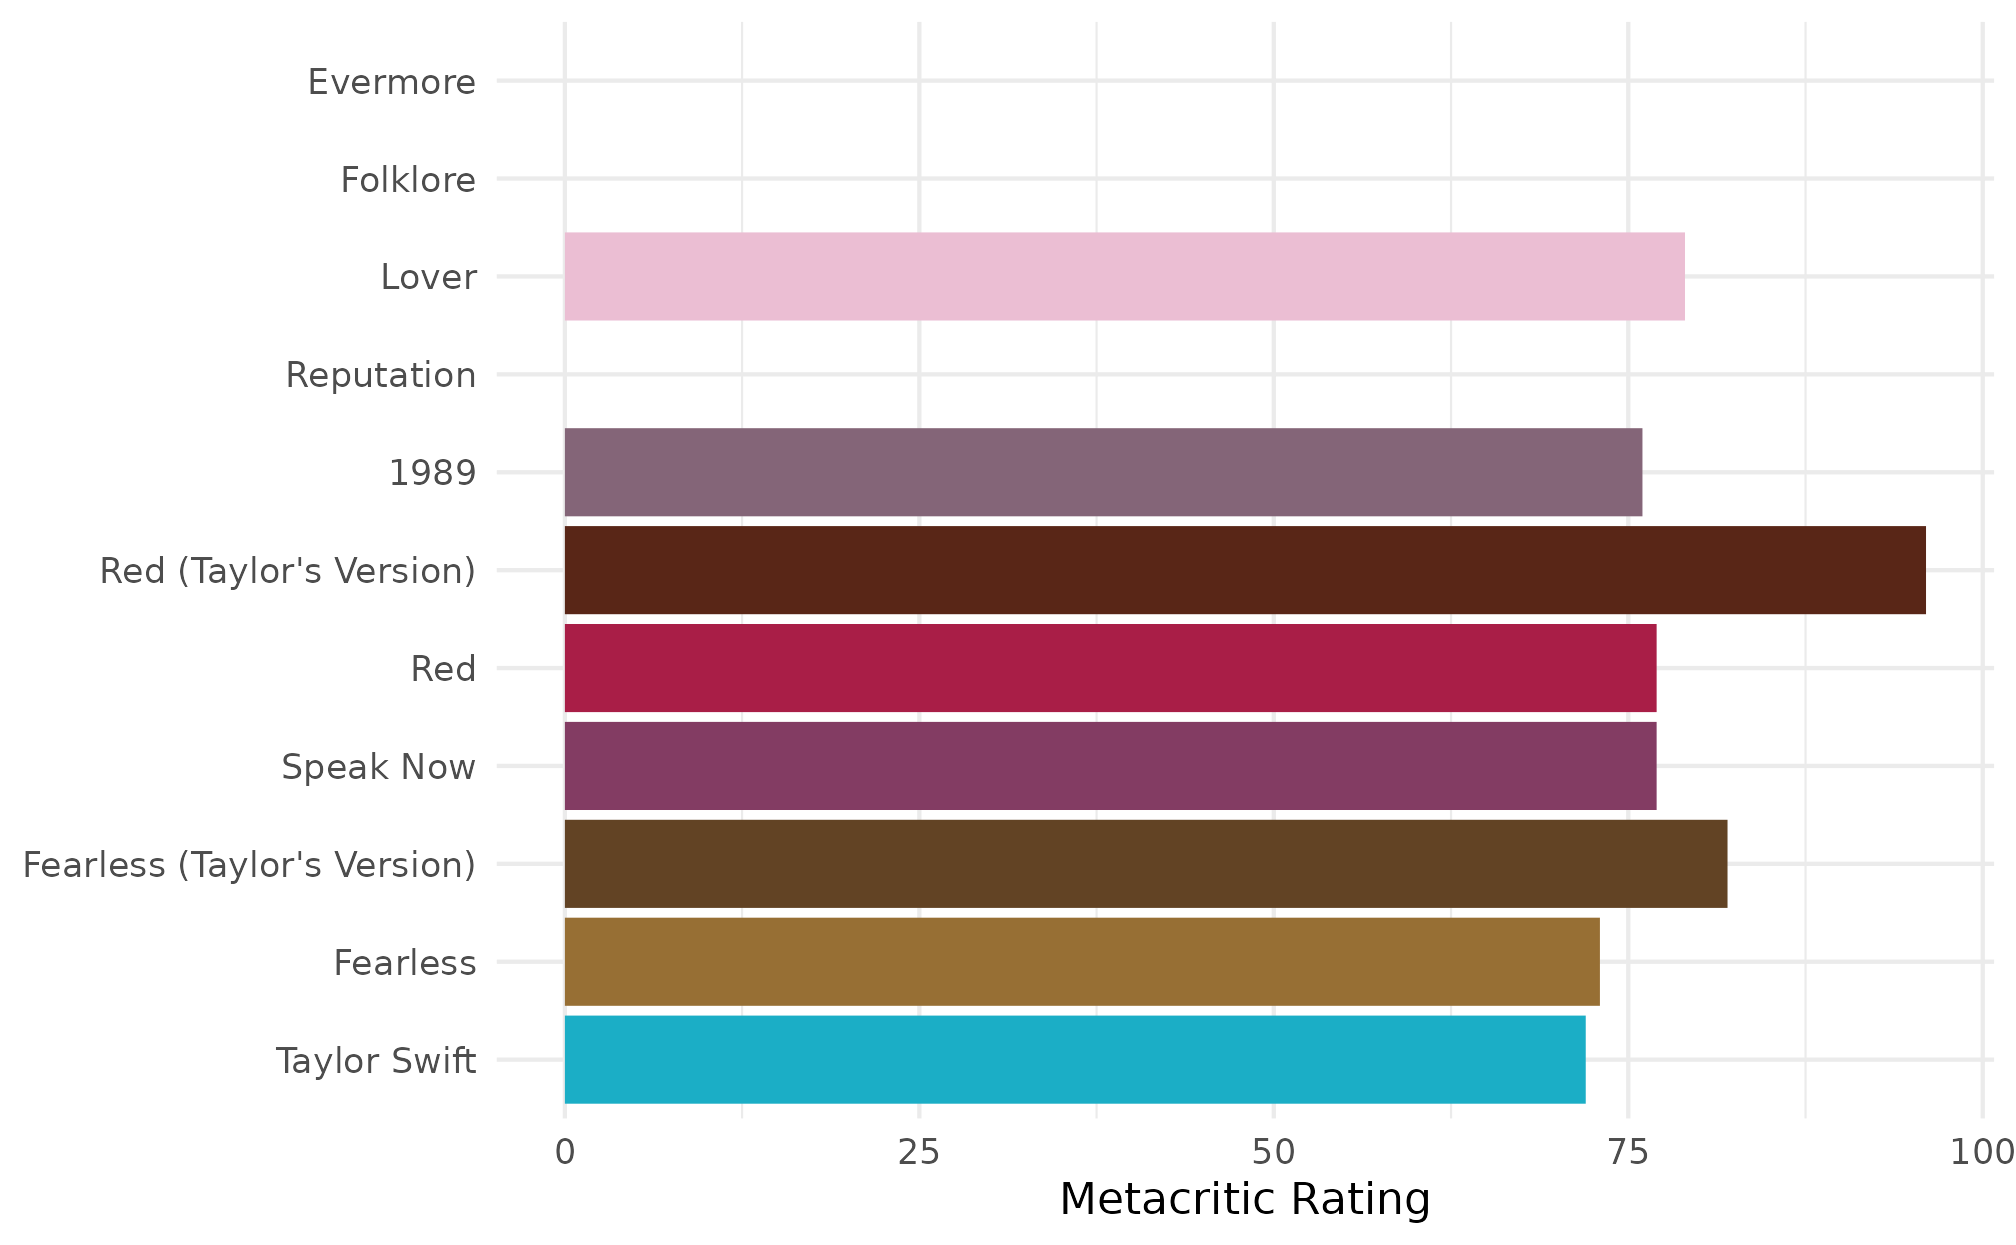 Evermore
Folklore
Lover
Reputation
1989
Red (Taylor's Version)
Red
Speak Now
Fearless (Taylor's Version)
Fearless
Taylor Swift
0 25 50 75 100
Metacritic Rating